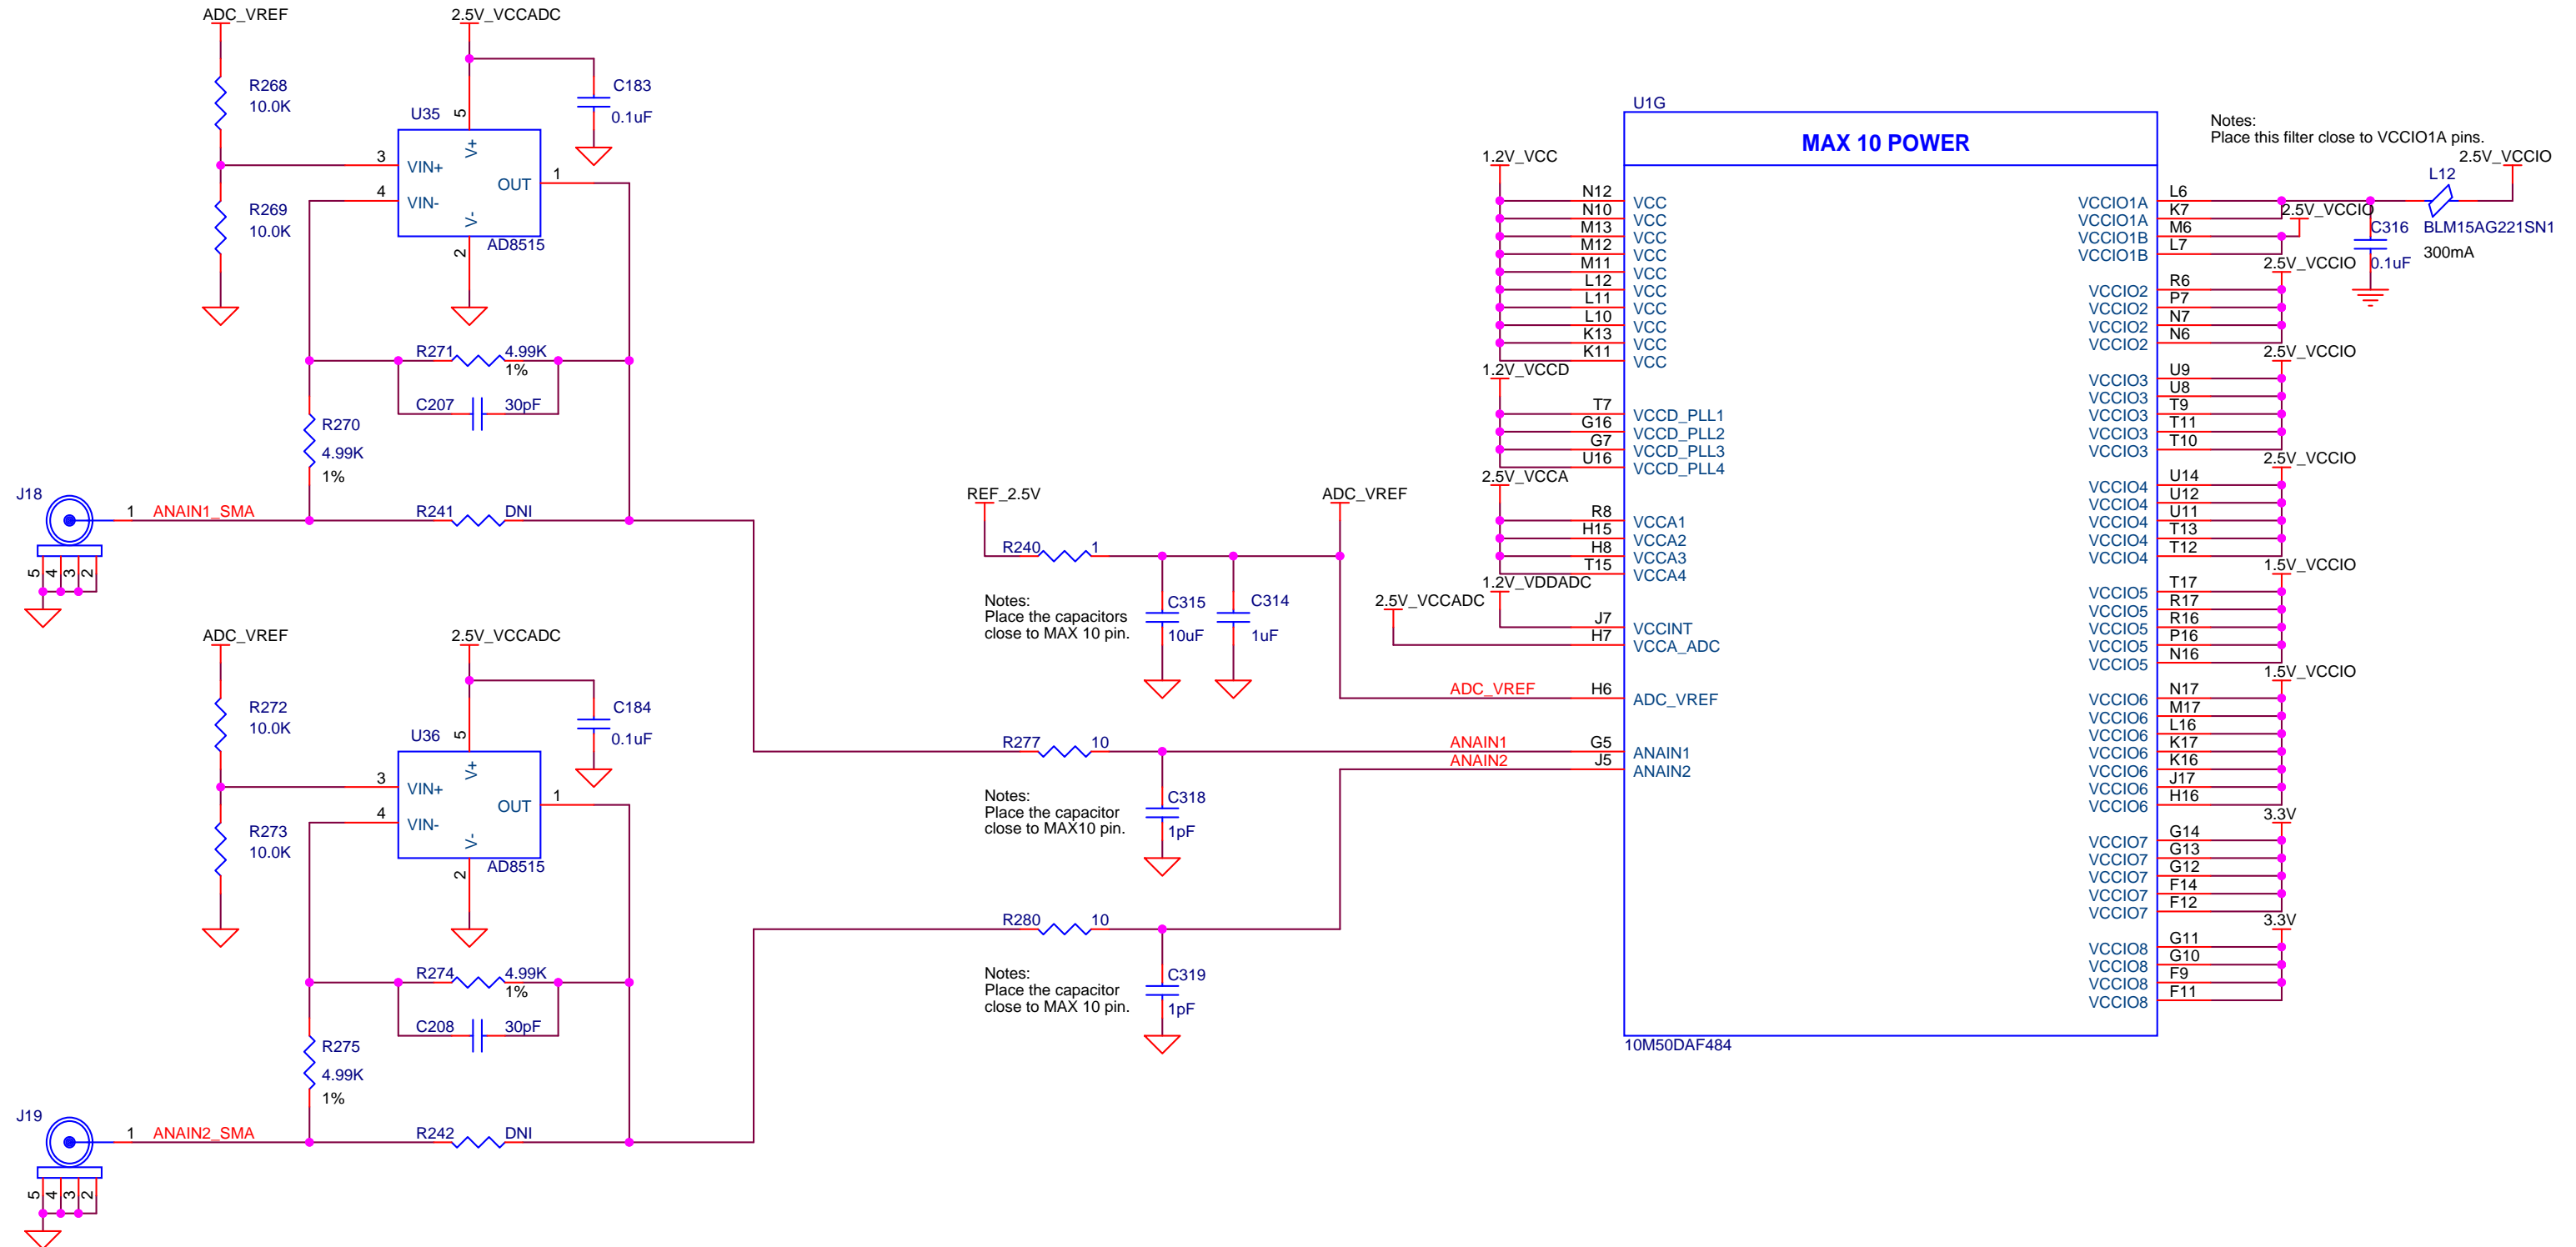 ADC_VREF
2.5V_VCCADC
R268
10.0K
R269
10.0K
U35
5
V+
3
VIN+
4
VIN-
OUT
1
V-
2
AD8515
C183
0.1uF
R271
4.99K
1%
C207
30pF
R270
4.99K
1%
J18
1
ANAIN1_SMA
R241
DNI
5
4
3
2
ADC_VREF
2.5V_VCCADC
R272
10.0K
R273
10.0K
U36
5
V+
3
VIN+
4
VIN-
OUT
1
V-
2
AD8515
C184
0.1uF
R274
4.99K
1%
C208
30pF
R275
4.99K
1%
J19
1
ANAIN2_SMA
R242
DNI
5
4
3
2
REF_2.5V
ADC_VREF
R240
1
Notes:
Place the capacitors
close to MAX 10 pin.
C315
10uF
C314
1uF
R277
10
Notes:
Place the capacitor
close to MAX10 pin.
C318
1pF
R280
10
Notes:
Place the capacitor
close to MAX 10 pin.
C319
1pF
ADC_VREF
ANAIN1
ANAIN2
U1G
MAX 10 POWER
1.2V_VCC
N12 VCC
N10 VCC
M13 VCC
M12 VCC
M11 VCC
L12 VCC
L11 VCC
L10 VCC
K13 VCC
K11 VCC
1.2V_VCCD
T7 VCCD_PLL1
G16 VCCD_PLL2
G7 VCCD_PLL3
U16 VCCD_PLL4
2.5V_VCCA
R8 VCCA1
H15 VCCA2
H8 VCCA3
T15 VCCA4
1.2V_VDDADC
2.5V_VCCADC
J7 VCCINT
H7 VCCA_ADC
H6 ADC_VREF
G5 ANAIN1
J5 ANAIN2
10M50DAF484
Notes:
Place this filter close to VCCIO1A pins.
2.5V_VCCIO
L12
BLM15AG221SN1
300mA
C316
0.1uF
VCCIO1A L6
VCCIO1A K7
2.5V_VCCIO
VCCIO1B M6
VCCIO1B L7
2.5V_VCCIO
VCCIO2 R6
VCCIO2 P7
VCCIO2 N7
VCCIO2 N6
2.5V_VCCIO
VCCIO3 U9
VCCIO3 U8
VCCIO3 T9
VCCIO3 T11
VCCIO3 T10
2.5V_VCCIO
VCCIO4 U14
VCCIO4 U12
VCCIO4 U11
VCCIO4 T13
VCCIO4 T12
1.5V_VCCIO
VCCIO5 T17
VCCIO5 R17
VCCIO5 R16
VCCIO5 P16
VCCIO5 N16
1.5V_VCCIO
VCCIO6 N17
VCCIO6 M17
VCCIO6 L16
VCCIO6 K17
VCCIO6 K16
VCCIO6 J17
VCCIO6 H16
3.3V
VCCIO7 G14
VCCIO7 G13
VCCIO7 G12
VCCIO7 F14
VCCIO7 F12
3.3V
VCCIO8 G11
VCCIO8 G10
VCCIO8 F9
VCCIO8 F11